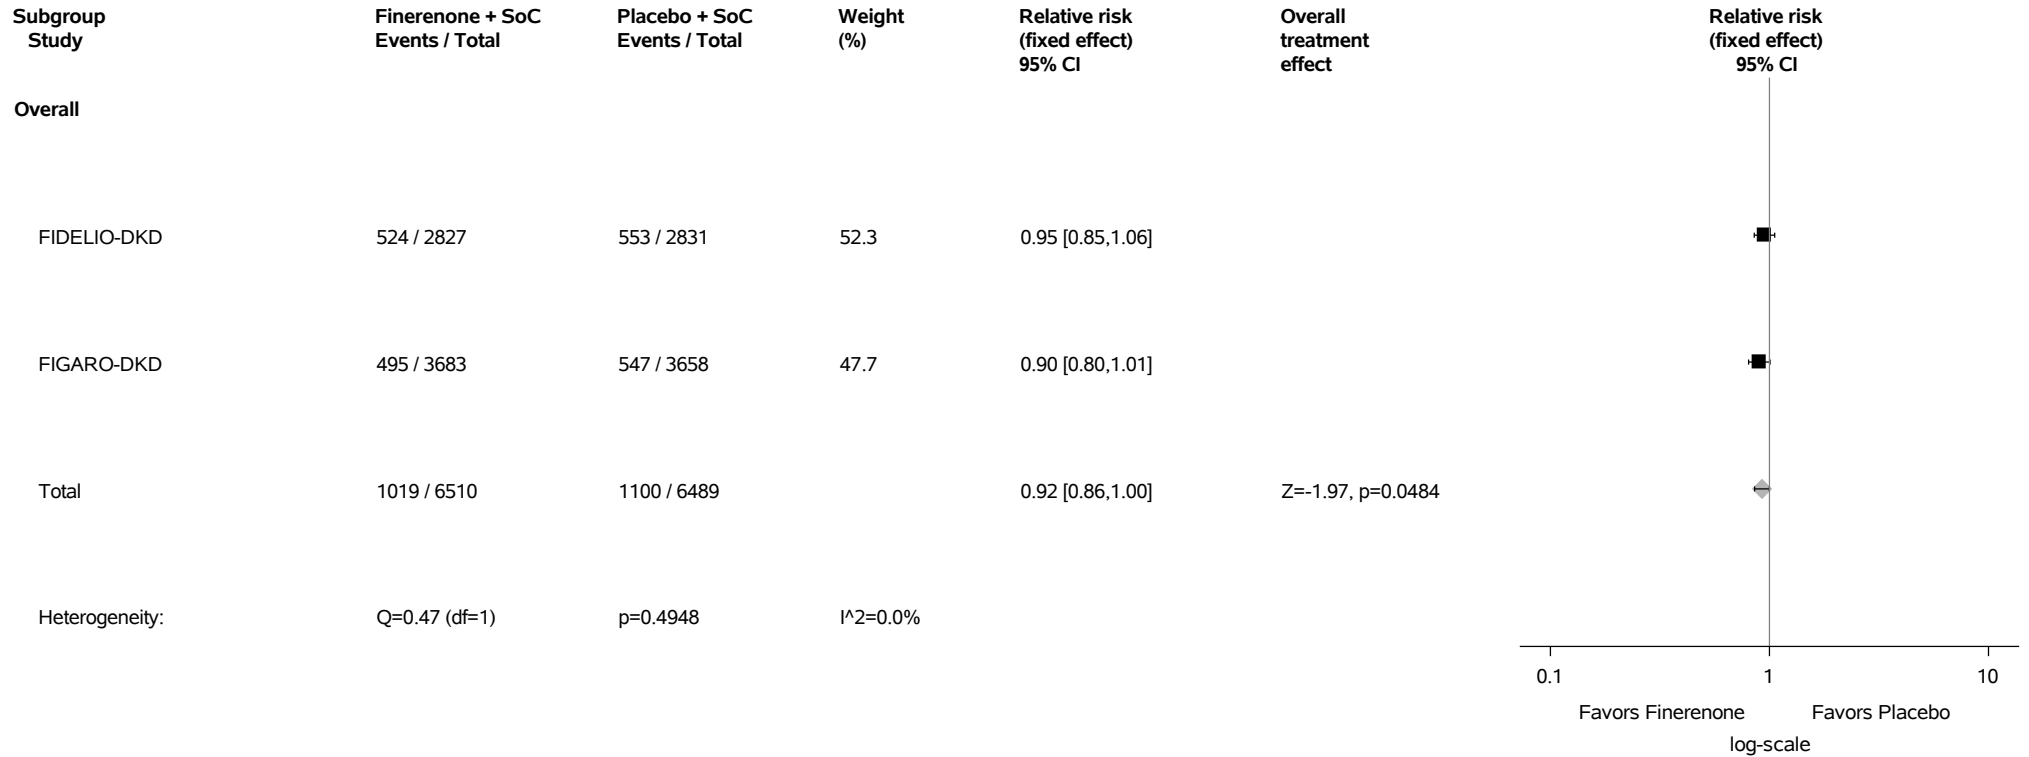 Subgroup Finerenone + SoC Placebo + SoC Weight Relative risk Overall Relative risk
Study Events / Total Events / Total (%) (fixed effect) treatment (fixed effect)
95% CI effect 95% CI
Overall
FIDELIO-DKD 524 / 2827 553 / 2831 52.3 0.95 [0.85,1.06]
FIGARO-DKD 495 / 3683 547 / 3658 47.7 0.90 [0.80,1.01]
Total 1019 / 6510 1100 / 6489 0.92 [0.86,1.00] Z=-1.97, p=0.0484
Heterogeneity: Q=0.47 (df=1) p=0.4948 I^2=0.0%
0.1 1 10
Favors Finerenone Favors Placebo
log-scale